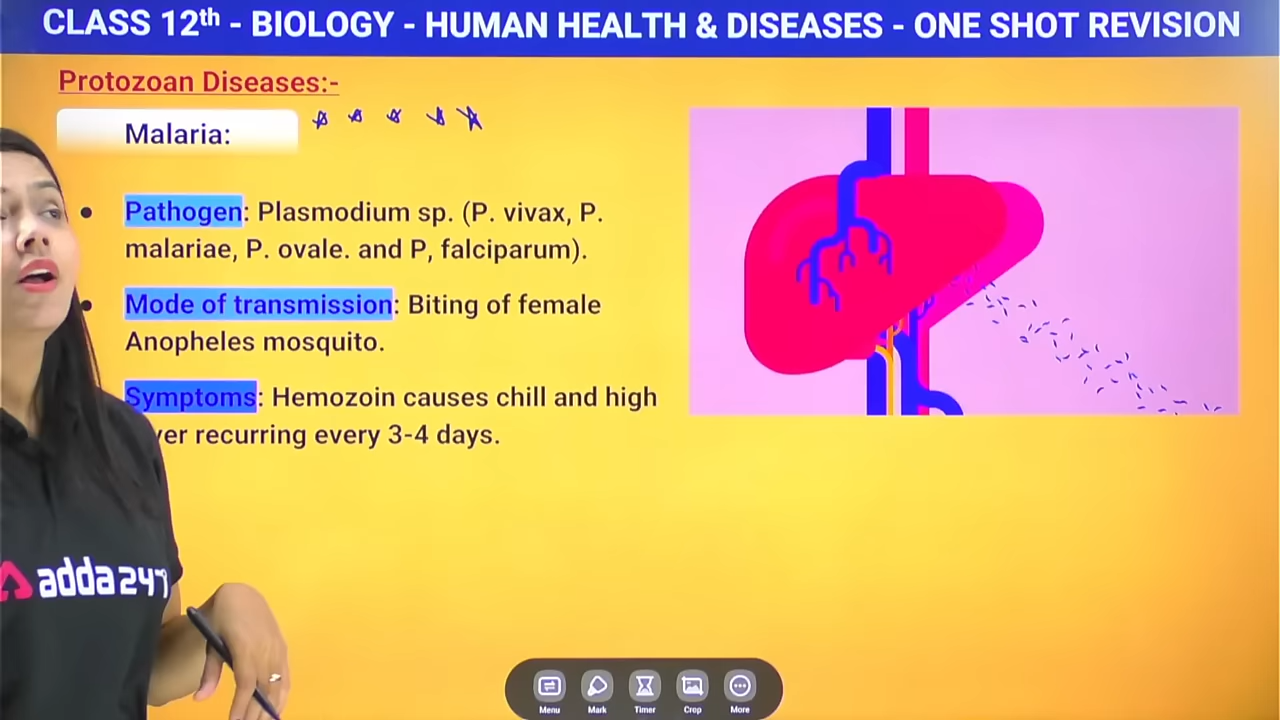 CLASS 12th - BIOLOGY - HUMAN HEALTH & DISEASES - ONE SHOT REVISION
Protozoan Diseases:-
Malaria:
Pathogen: Plasmodium sp. (P. vivax, P.
malariae, P. ovale. and P, falciparum).
Mode of transmission: Biting of female
Anopheles mosquito.
Symptoms: Hemozoin causes chill and high
ver recurring every 3-4 days.
adda247
Menu Mark Timer Crop More